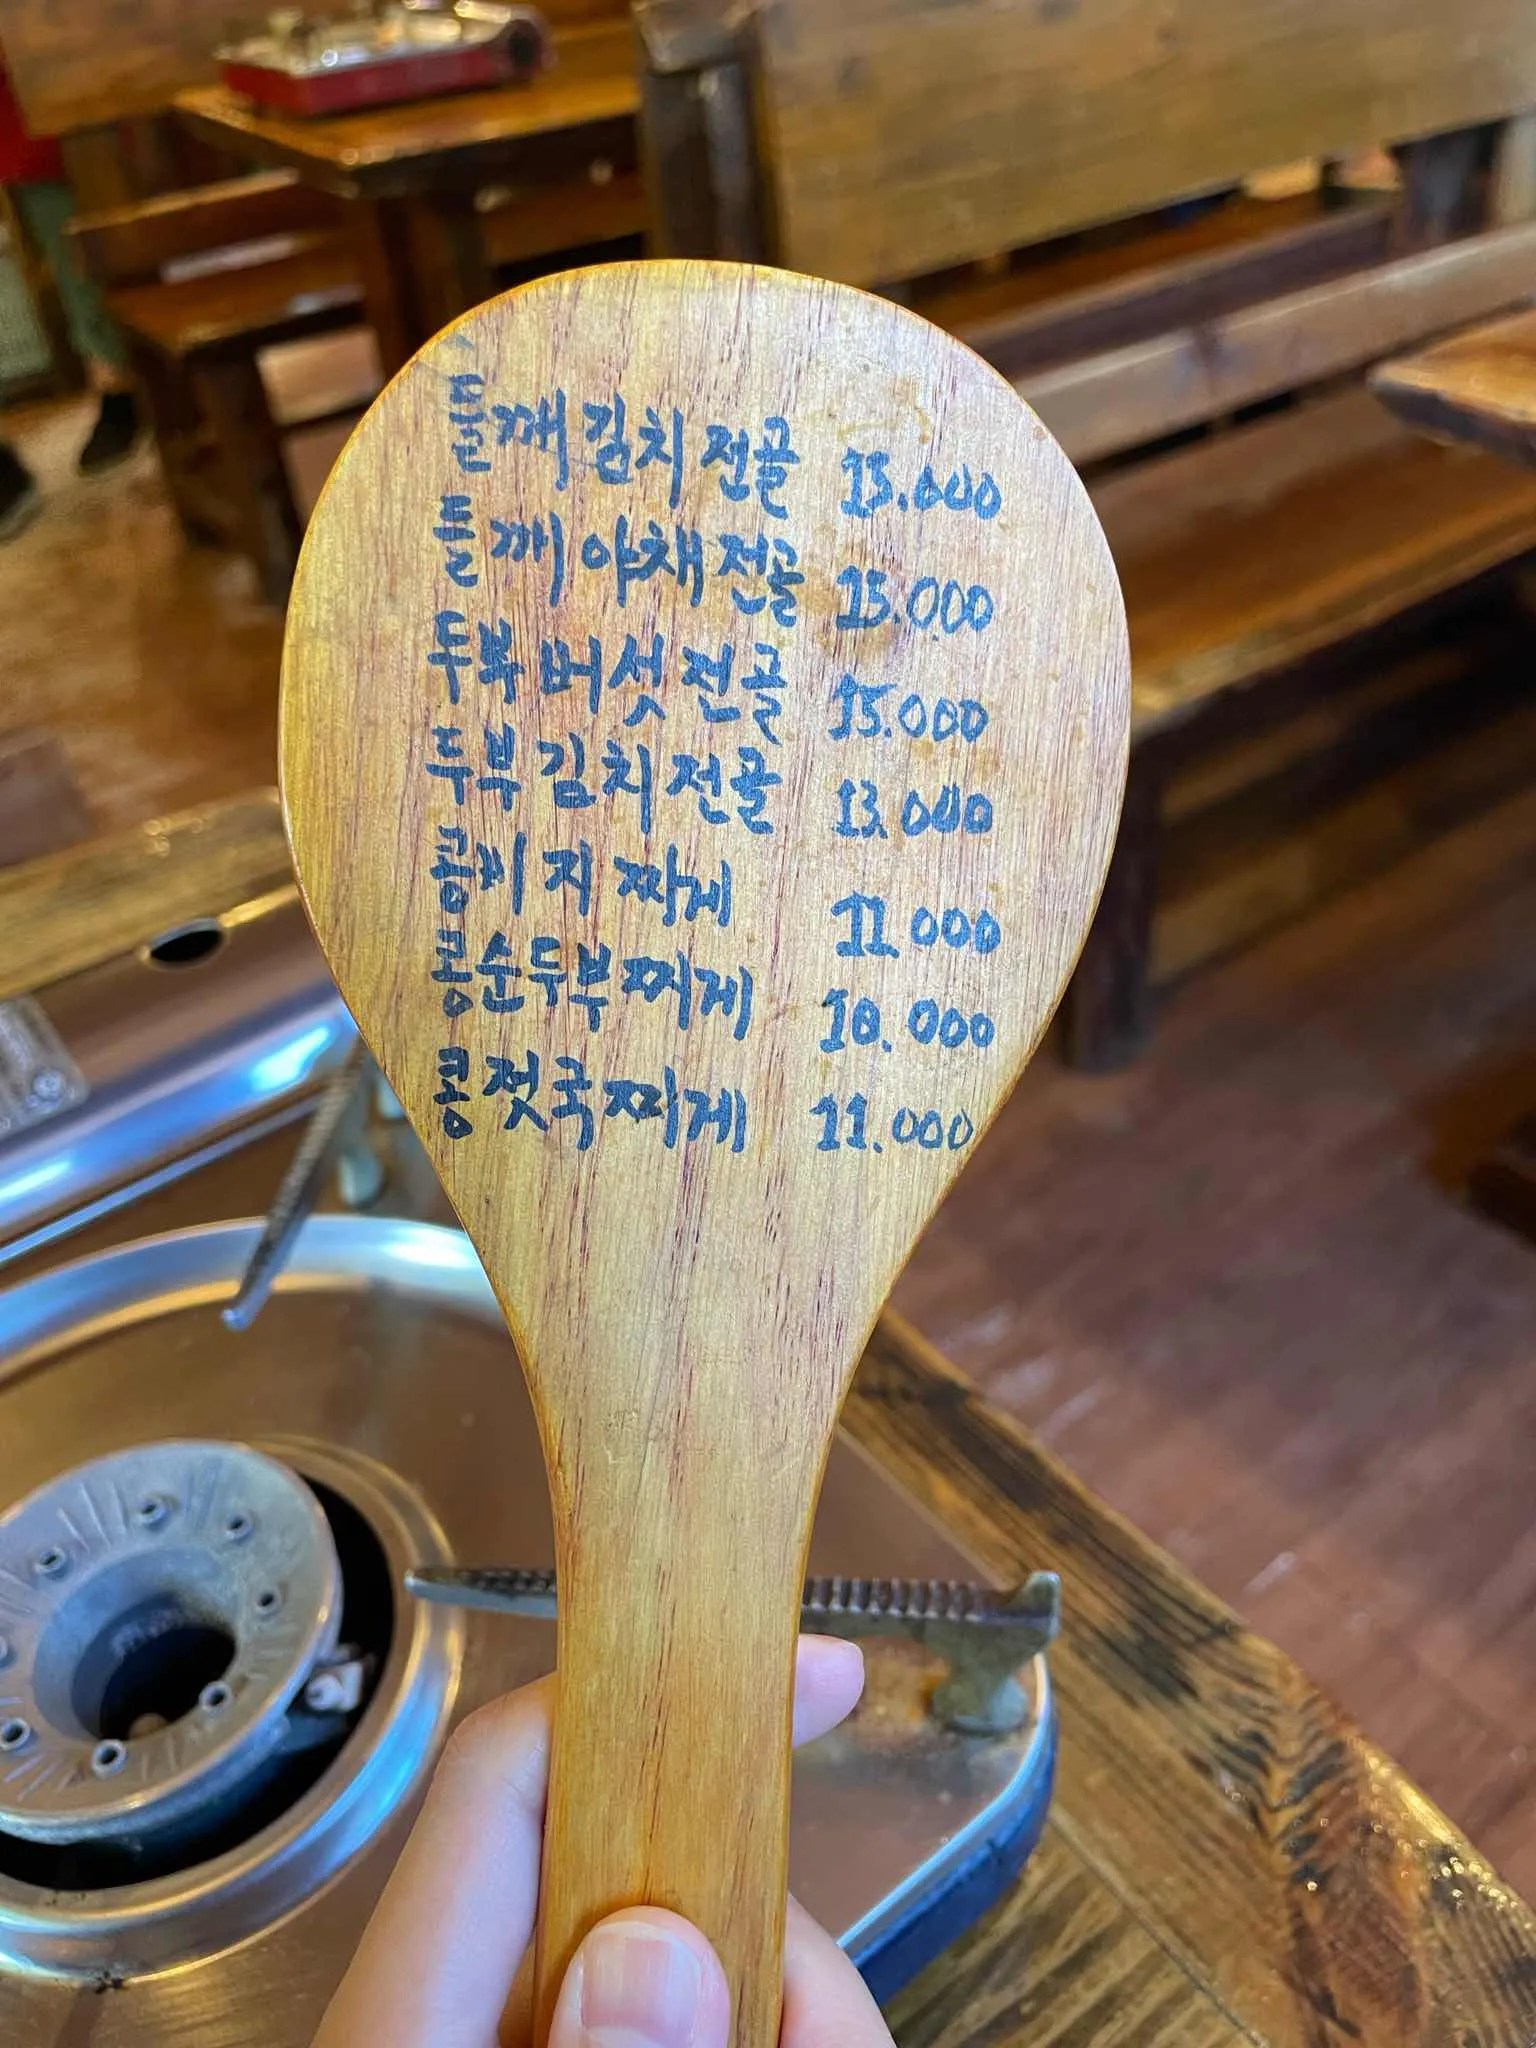 들깨 김치 전골 13.000
들깨 야채 전골 13.000
두부 버섯 전골 15.000
두부 김치 전골 13.000
콩비지 찌게 11.000
콩순두부 찌게 10.000
콩젓국 찌게 11.000